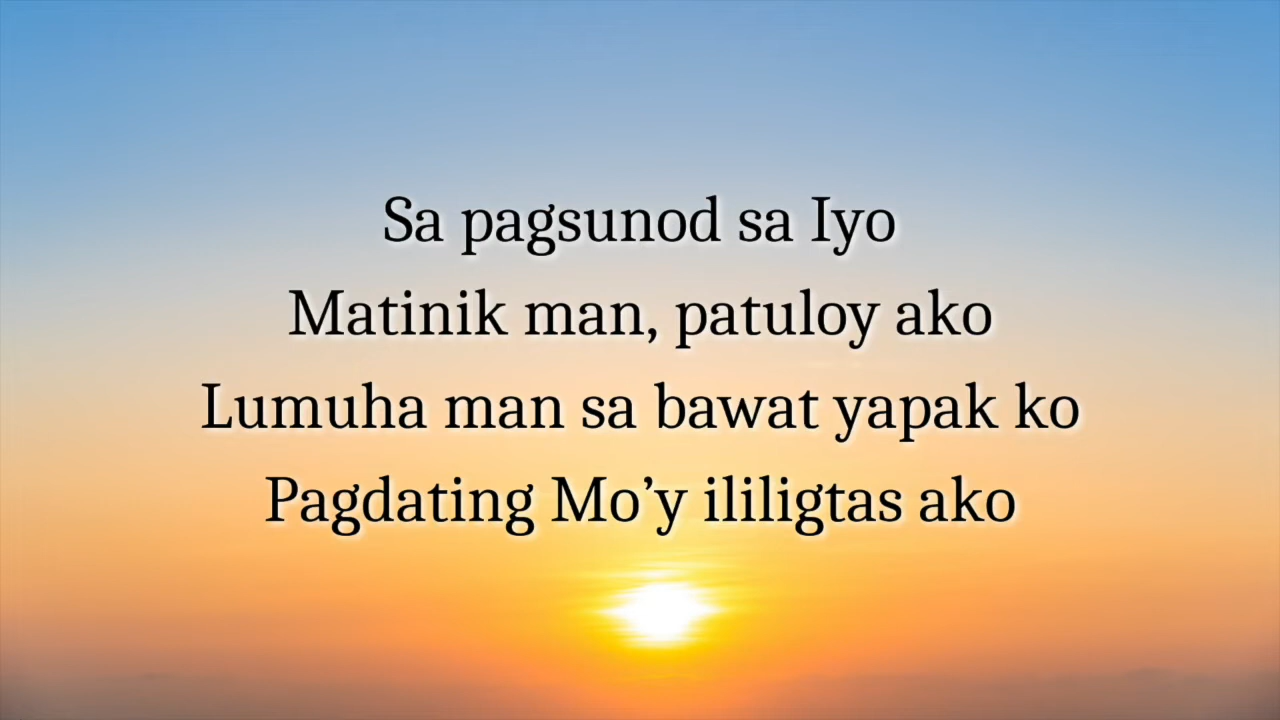 Sa pagsunod sa Iyo
Matinik man, patuloy ako
Lumuha man sa bawat yapak ko
Pagdating Mo’y ililigtas ako